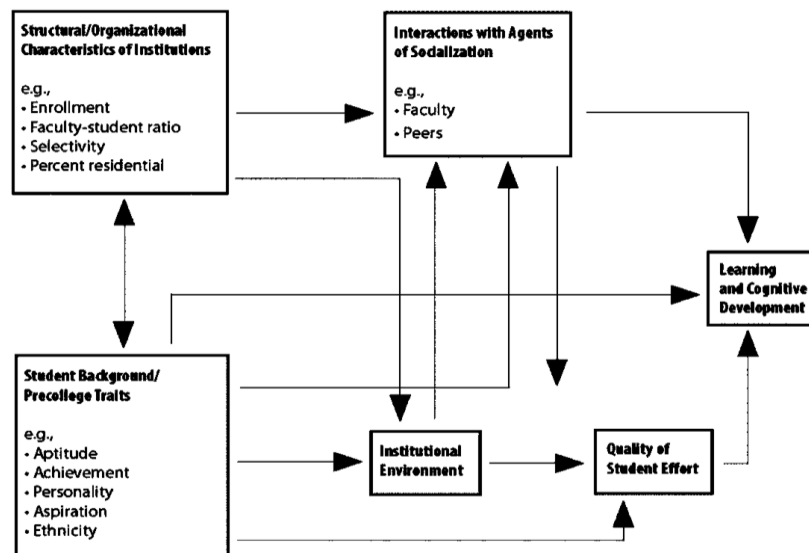 Structural/Organizational
Characteristics of Institutions
e.g.,
• Enrollment
• Faculty-student ratio
• Selectivity
• Percent residential
Interactions with Agents
of Socialization
e.g.,
• Faculty
• Peers
Learning
and Cognitive
Development
Student Background/
Precollege Traits
e.g.,
• Aptitude
• Achievement
• Personality
• Aspiration
• Ethnicity
Institutional
Environment
Quality of
Student Effort